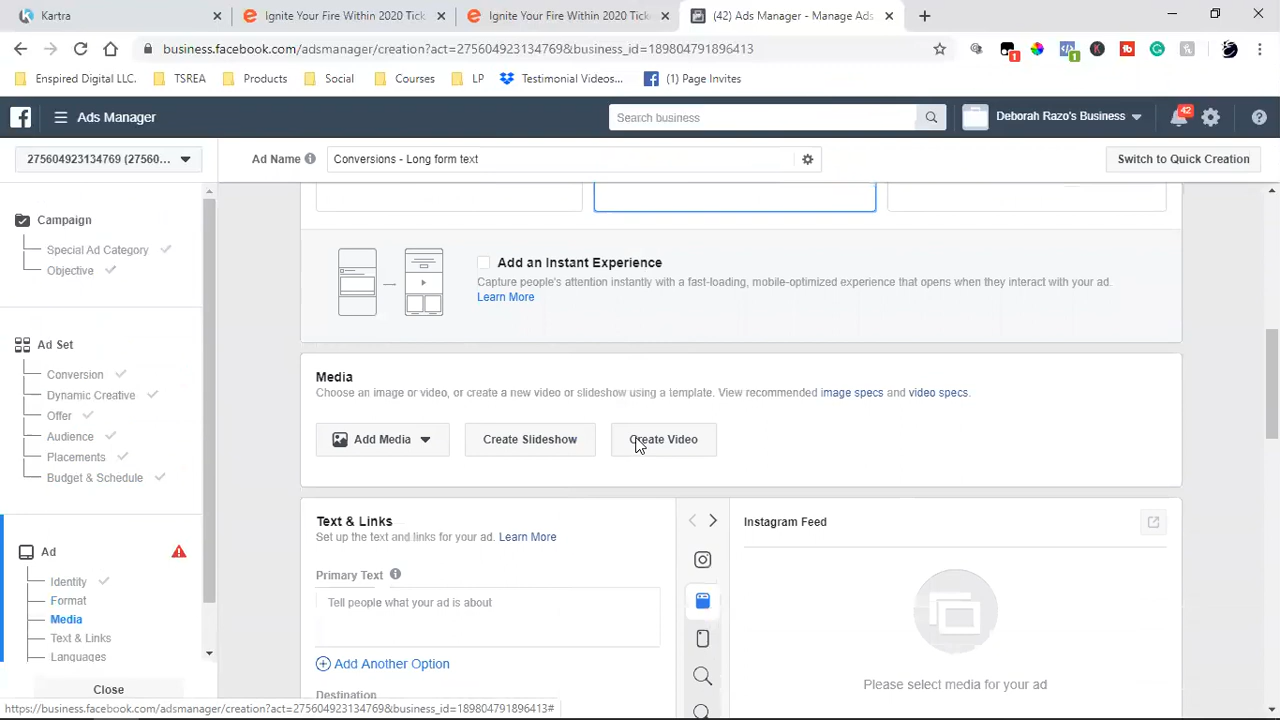 Kartra
Ignite Your Fire Within 2020 Ticke
Ignite Your Fire Within 2020 Ticke
(42) Ads Manager - Manage Ads
business.facebook.com/adsmanager/creation?act=275604923134769&business_id=189804791896413
1
1
Enspired Digital LLC.
TSREA
Products
Social
Courses
LP
Testimonial Videos...
(1) Page Invites
Ads Manager
Search business
Deborah Razo's Business
42
275604923134769 (27560...
Ad Name
Conversions - Long form text
Switch to Quick Creation
Campaign
Special Ad Category
Objective
Ad Set
Conversion
Dynamic Creative
Offer
Audience
Placements
Budget & Schedule
Ad
Identity
Format
Media
Text & Links
Languages
Close
Add an Instant Experience
Capture people's attention instantly with a fast-loading, mobile-optimized experience that opens when they interact with your ad.
Learn More
Media
Choose an image or video, or create a new video or slideshow using a template. View recommended image specs and video specs.
Add Media
Create Slideshow
Create Video
Text & Links
Set up the text and links for your ad. Learn More
Primary Text
Tell people what your ad is about
Add Another Option
Destination
Instagram Feed
Please select media for your ad
https://business.facebook.com/adsmanager/creation?act=275604923134769&business_id=189804791896413#